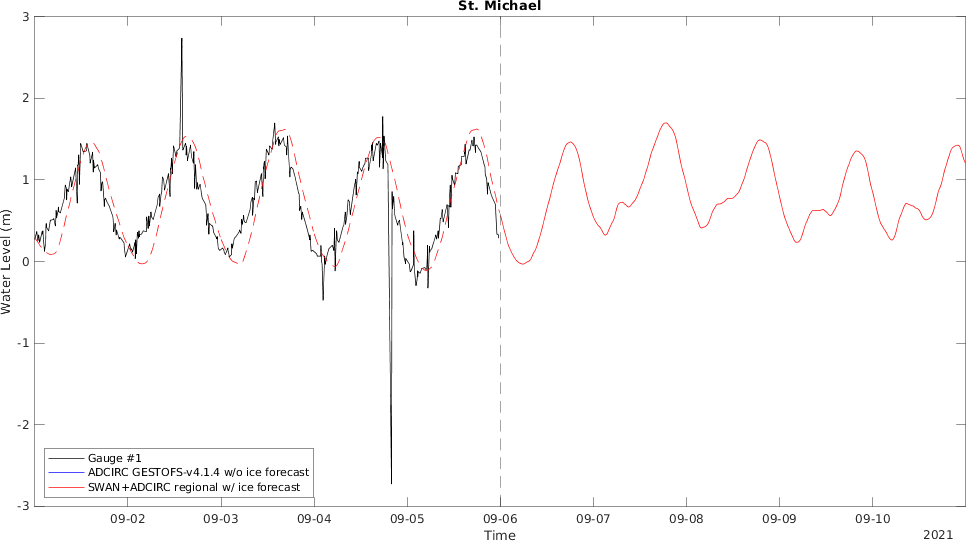 St. Michael
3
2
1
0
-1
-2
-3
Water Level (m)
Gauge #1
ADCIRC GESTOFS-v4.1.4 w/o ice forecast
SWAN+ADCIRC regional w/ ice forecast
09-02 09-03 09-04 09-05 09-06 09-07 09-08 09-09 09-10
Time
2021